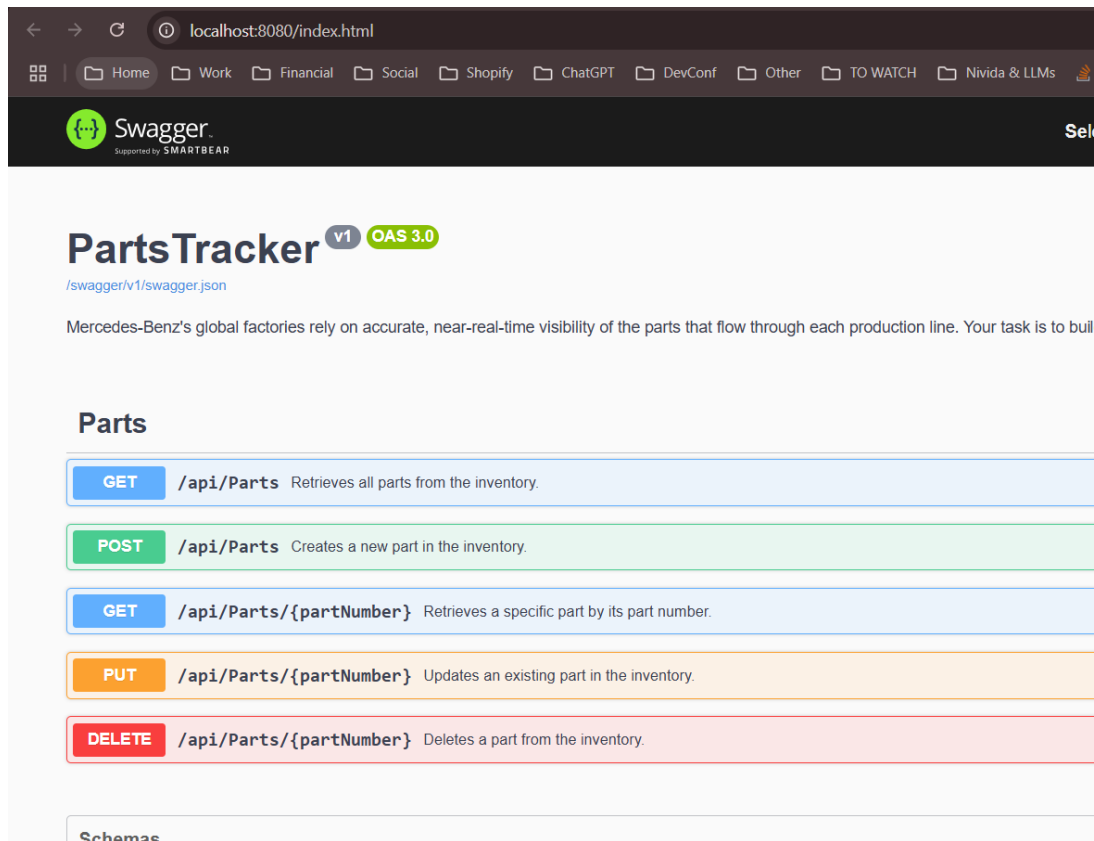 localhost:8080/index.html
Home Work Financial Social Shopify ChatGPT DevConf Other TO WATCH Nivida & LLMs
{...} Swagger
Supported by SMARTBEAR
PartsTracker v1 OAS 3.0
/swagger/v1/swagger.json
Mercedes-Benz's global factories rely on accurate, near-real-time visibility of the parts that flow through each production line. Your task is to
Parts
GET /api/Parts Retrieves all parts from the inventory.
POST /api/Parts Creates a new part in the inventory.
GET /api/Parts/{partNumber} Retrieves a specific part by its part number.
PUT /api/Parts/{partNumber} Updates an existing part in the inventory.
DELETE /api/Parts/{partNumber} Deletes a part from the inventory.
Schemas